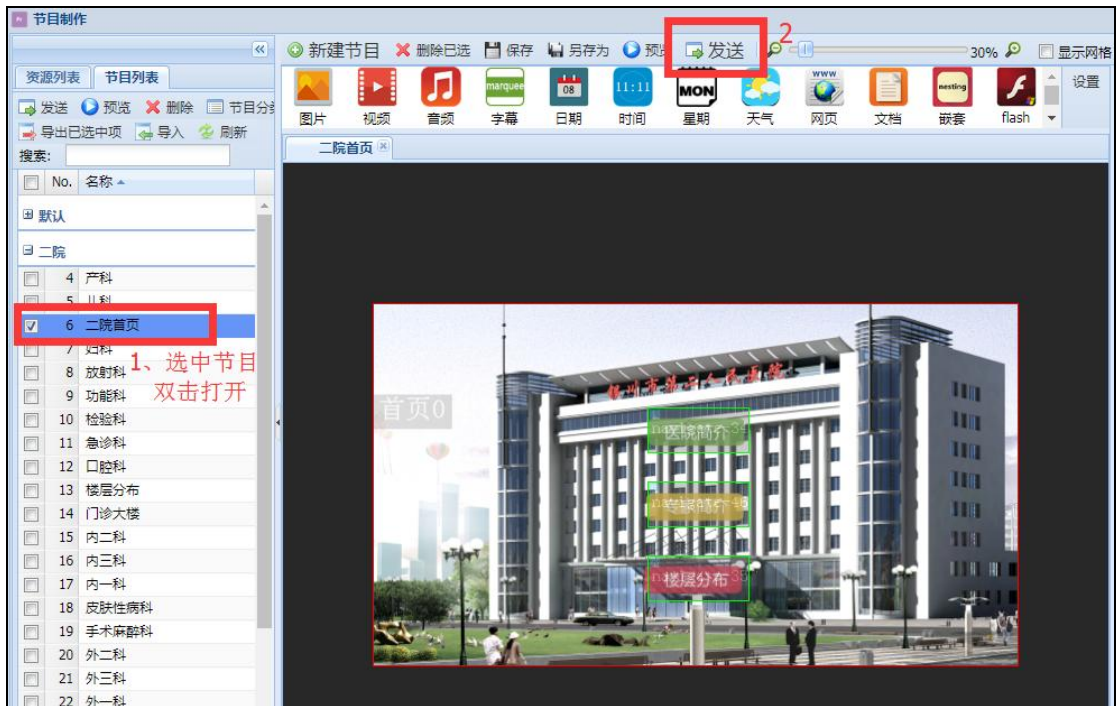 节目制作
资源列表 节目列表
发送 预览 删除 节目分类
导出已选中项 导入 刷新
搜索:
No. 名称
默认
二院
4 产科
5 儿科
6 二院首页
7 妇科
8 放射科
9 功能科
10 检验科
11 急诊科
12 口腔科
13 楼层分布
14 门诊大楼
15 内二科
16 内三科
17 内一科
18 皮肤性病科
19 手术麻醉科
20 外二科
21 外三科
22 外一科
1、选中节目
双击打开
新建节目 删除已选 保存 另存为 预览 发送 30% 显示网格
2
marquee 08 11:11 MON www nesting
图片 视频 音频 字幕 日期 时间 星期 天气 网页 文档 嵌套 flash 设置
二院首页
市第二人民医院
首页0
医院简介
专家简介
楼层分布